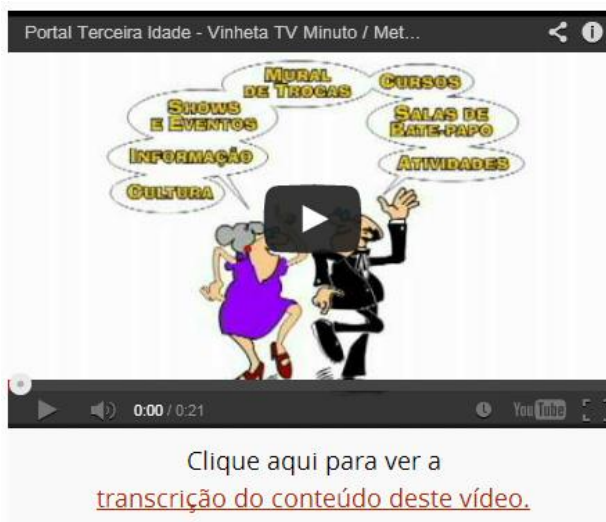 Portal Terceira Idade - Vinheta TV Minuto / Met...
MURAL
DE TROCAS
CURSOS
SHOWS
E EVENTOS
SALAS DE
BATE-PAPO
INFORMAÇÃO
ATIVIDADES
CULTURA
0:00 / 0:21
YouTube
Clique aqui para ver a
transcrição do conteúdo deste vídeo.